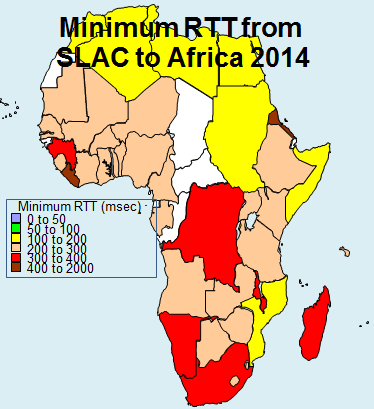 Minimum RTT from
SLAC to Africa 2014
Minimum RTT (msec)
0 to 50
50 to 100
100 to 200
200 to 300
300 to 400
400 to 2000